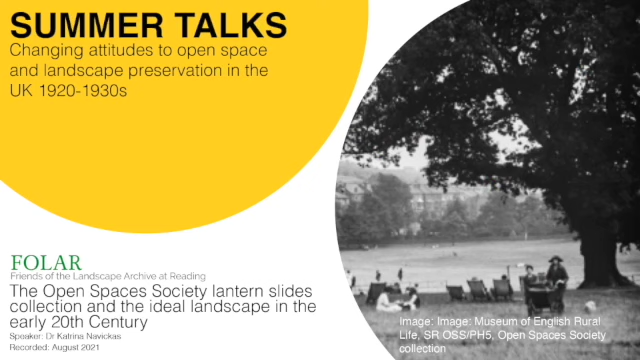 SUMMER TALKS
Changing attitudes to open space
and landscape preservation in the
UK 1920-1930s
FOLAR
Friends of the Landscape Archive at Reading
The Open Spaces Society lantern slides
collection and the ideal landscape in the
early 20th Century
Speaker: Dr Katrina Navickas
Recorded: August 2021
Image: Image: Museum of English Rural
Life, SR OSS/PH5, Open Spaces Society
collection